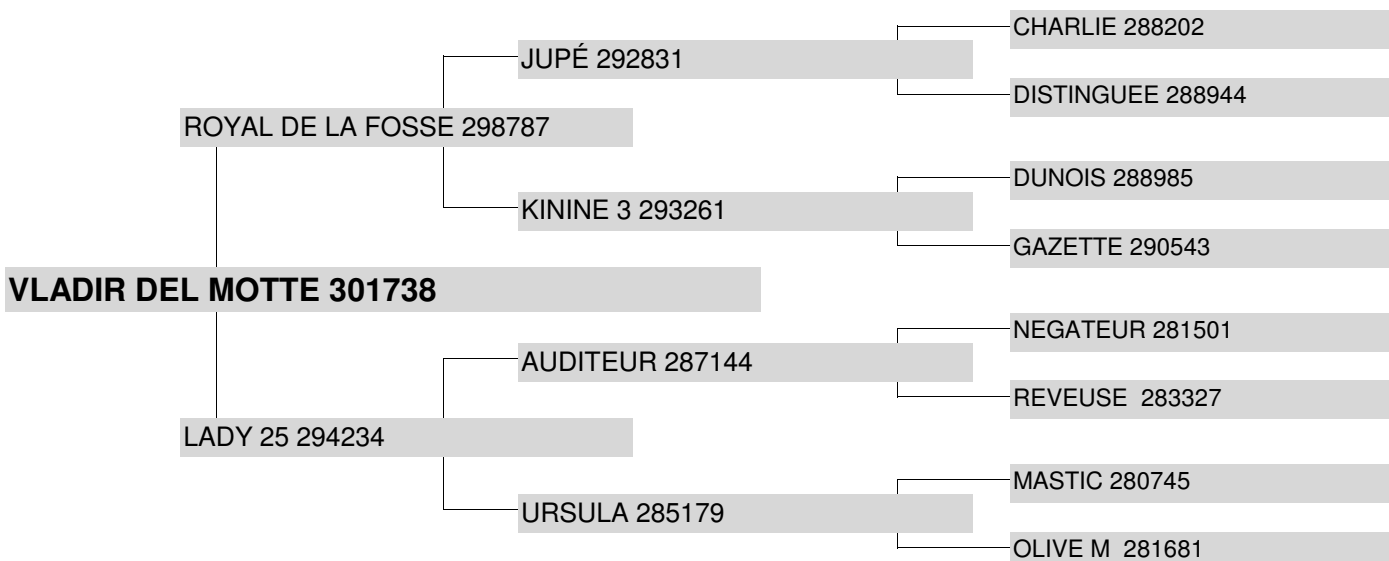 CHARLIE 288202
JUPÉ 292831
DISTINGUEE 288944
ROYAL DE LA FOSSE 298787
DUNOIS 288985
KININE 3 293261
GAZETTE 290543
VLADIR DEL MOTTE 301738
NEGATEUR 281501
AUDITEUR 287144
REVEUSE  283327
LADY 25 294234
MASTIC 280745
URSULA 285179
OLIVE M  281681